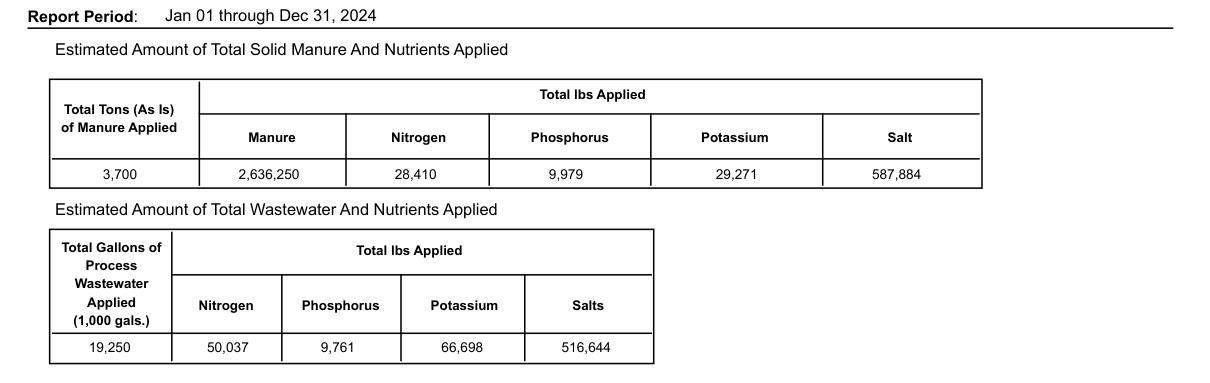 Report Period: Jan 01 through Dec 31, 2024
Estimated Amount of Total Solid Manure And Nutrients Applied
Total Tons (As Is)
of Manure Applied
Total lbs Applied
Manure Nitrogen Phosphorus Potassium Salt
3,700 2,636,250 28,410 9,979 29,271 587,884
Estimated Amount of Total Wastewater And Nutrients Applied
Total Gallons of
Process
Wastewater
Applied
(1,000 gals.)
Total lbs Applied
Nitrogen Phosphorus Potassium Salts
19,250 50,037 9,761 66,698 516,644